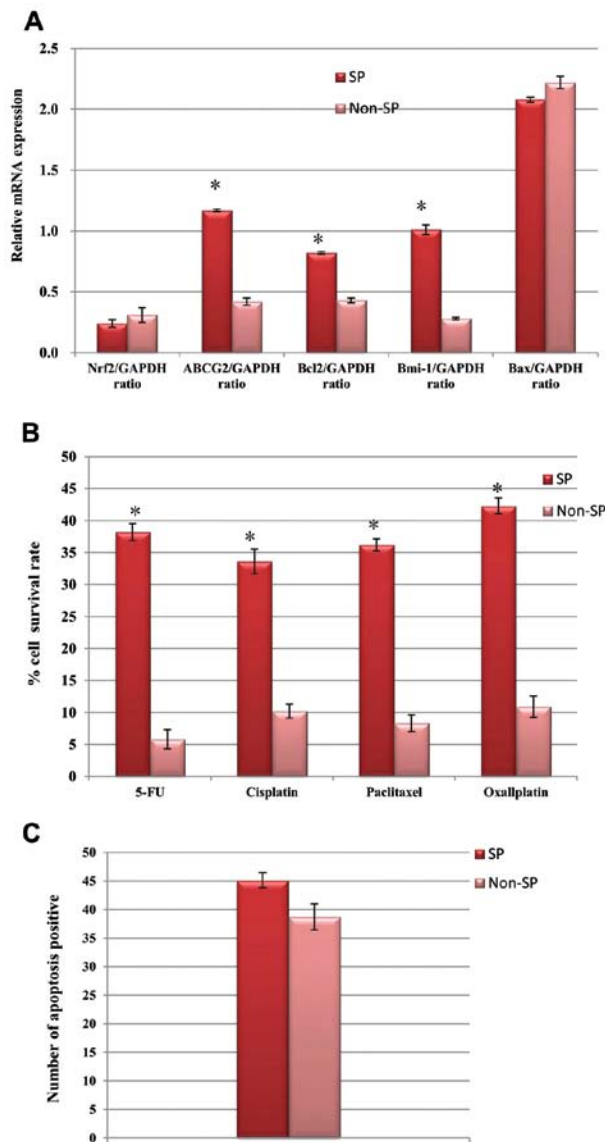 A
2.5
2.0
1.5
1.0
0.5
0.0
Relative mRNA expression
SP
Non-SP
*
*
*
Nrf2/GAPDH ratio
ABCG2/GAPDH ratio
Bcl2/GAPDH ratio
Bmi-1/GAPDH ratio
Bax/GAPDH ratio
B
50
45
40
35
30
25
20
15
10
5
0
% cell survival rate
SP
Non-SP
*
*
*
*
5-FU
Cisplatin
Paclitaxel
Oxallplatin
C
50
45
40
35
30
25
20
15
10
5
0
Number of apoptosis positive
SP
Non-SP